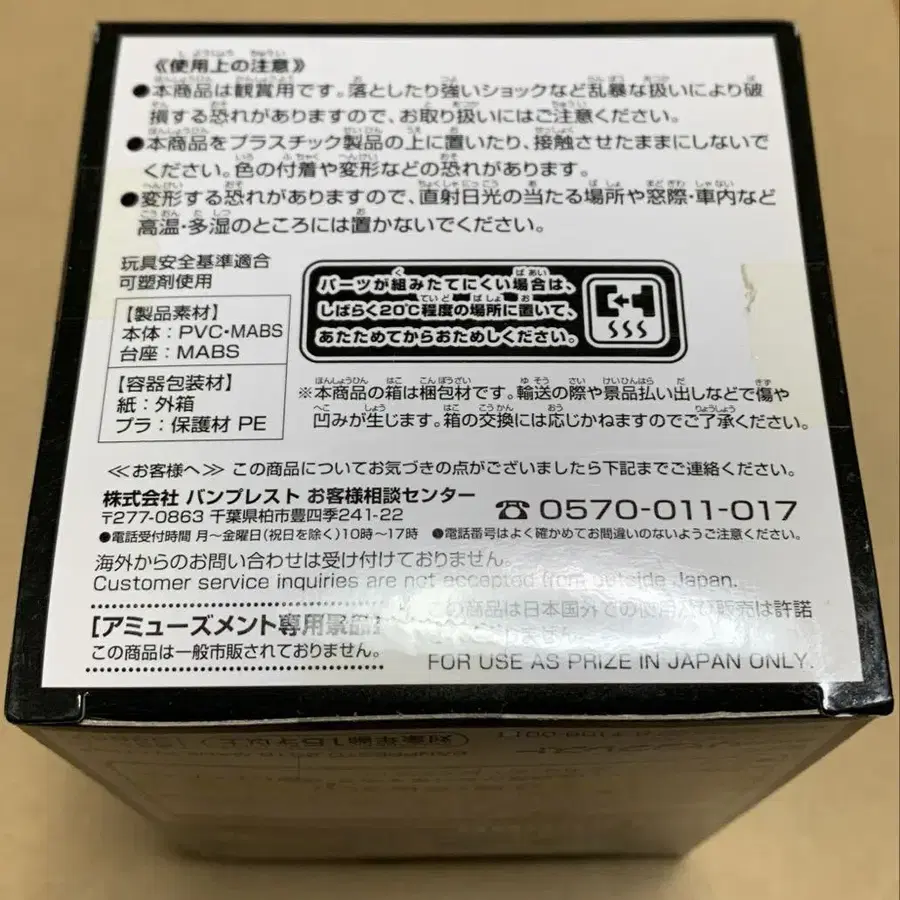 《使用上の注意》
●本商品は観賞用です。落としたり強いショックなど乱暴な扱いにより破
損する恐れがありますので、お取り扱いにはご注意ください。
●本商品をプラスチック製品の上に置いたり、接触させたままにしないで
ください。色の付着や変形などの恐れがあります。
●変形する恐れがありますので、直射日光の当たる場所や窓際・車内など
高温・多湿のところには置かないでください。
玩具安全基準適合
可塑剤使用
【製品素材】
本体：PVC・MABS
台座：MABS
【容器包装材】
紙：外箱
プラ：保護材 PE
パーツが組みたてにくい場合は、
しばらく20℃程度の場所に置いて、
あたためてからおためしください。
※本商品の箱は梱包材です。輸送の際や景品払い出しなどで傷や
凹みが生じます。箱の交換には応じかねますのでご了承ください。
≪お客様へ≫ この商品についてお気づきの点がございましたら下記までご連絡ください。
株式会社 バンプレスト お客様相談センター
〒277-0863 千葉県柏市豊四季241-22
☎0570-011-017
●電話受付時間 月～金曜日(祝日を除く)10時～17時 ●電話番号はよく確かめてお間違いのないようご注意ください。
海外からのお問い合わせは受け付けておりません。
Customer service inquiries are not accepted from outside Japan.
[アミューズメント専用景品]
この商品は一般市販されておりません。
この商品は日本国外での使用及び販売は許諾
されておりません。
FOR USE AS PRIZE IN JAPAN ONLY.